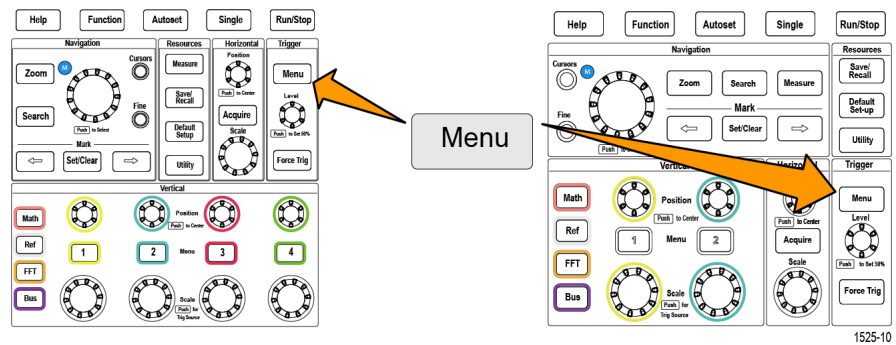 Help Function Autoset Single Run/Stop
Navigation Resources Horizontal Trigger
Cursors
Position
Measure
Zoom
M
Menu
Push to Center
Save/
Recall
Level
Fine
Search
Acquire
Push to Select
Default
Setup
Scale
Push to Set 50%
Mark
Set/Clear
Utility
Force Trig
Vertical
Math
Position
Push to Center
Ref
1 2 Menu 3 4
FFT
Bus
Scale
Push for
Trig Source
Menu
Help Function Autoset Single Run/Stop
Navigation Resources
Cursors
M
Save/
Recall
Zoom Search Measure
Default
Set-up
Mark
Fine
Set/Clear
Utility
Push
Vertical Horizontal Trigger
Math
Position
Menu
Push to Center
Push to Center
Level
Ref
1 Menu 2
Acquire
FFT
Scale
Push to Set 50%
Bus
Scale
Push for
Trig Source
Force Trig
1525-10